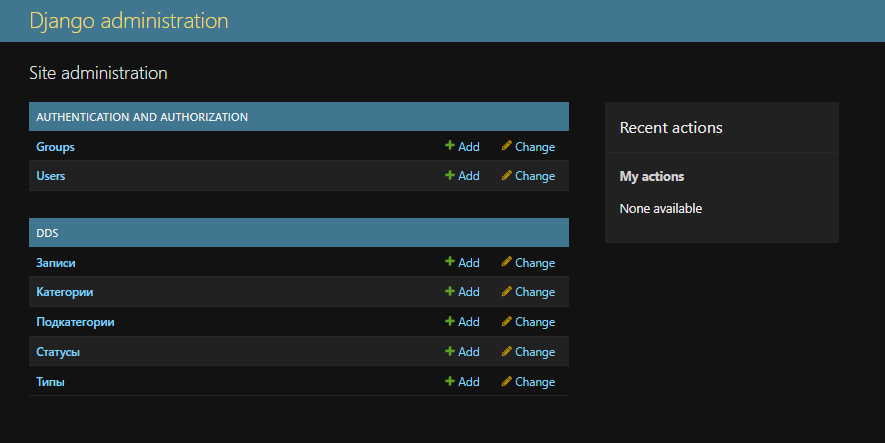 Django administration
Site administration
AUTHENTICATION AND AUTHORIZATION
Groups Add Change
Users Add Change
DDS
Записи Add Change
Категории Add Change
Подкатегории Add Change
Статусы Add Change
Типы Add Change
Recent actions
My actions
None available